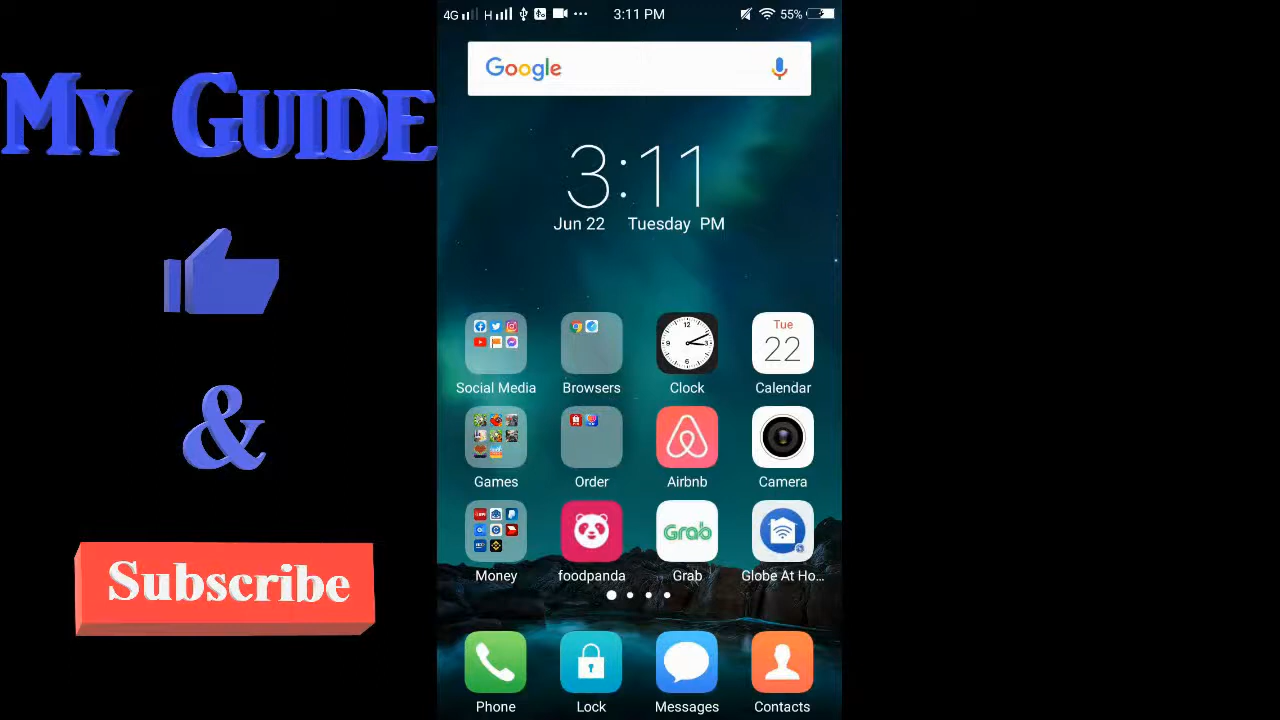 4G H 3:11 PM 55%
My Guide
Google
3:11
Jun 22 Tuesday PM
Tue
22
Social Media Browsers Clock Calendar
Games Order Airbnb Camera
&
Grab
Money foodpanda Grab Globe At Ho...
Subscribe
Phone Lock Messages Contacts